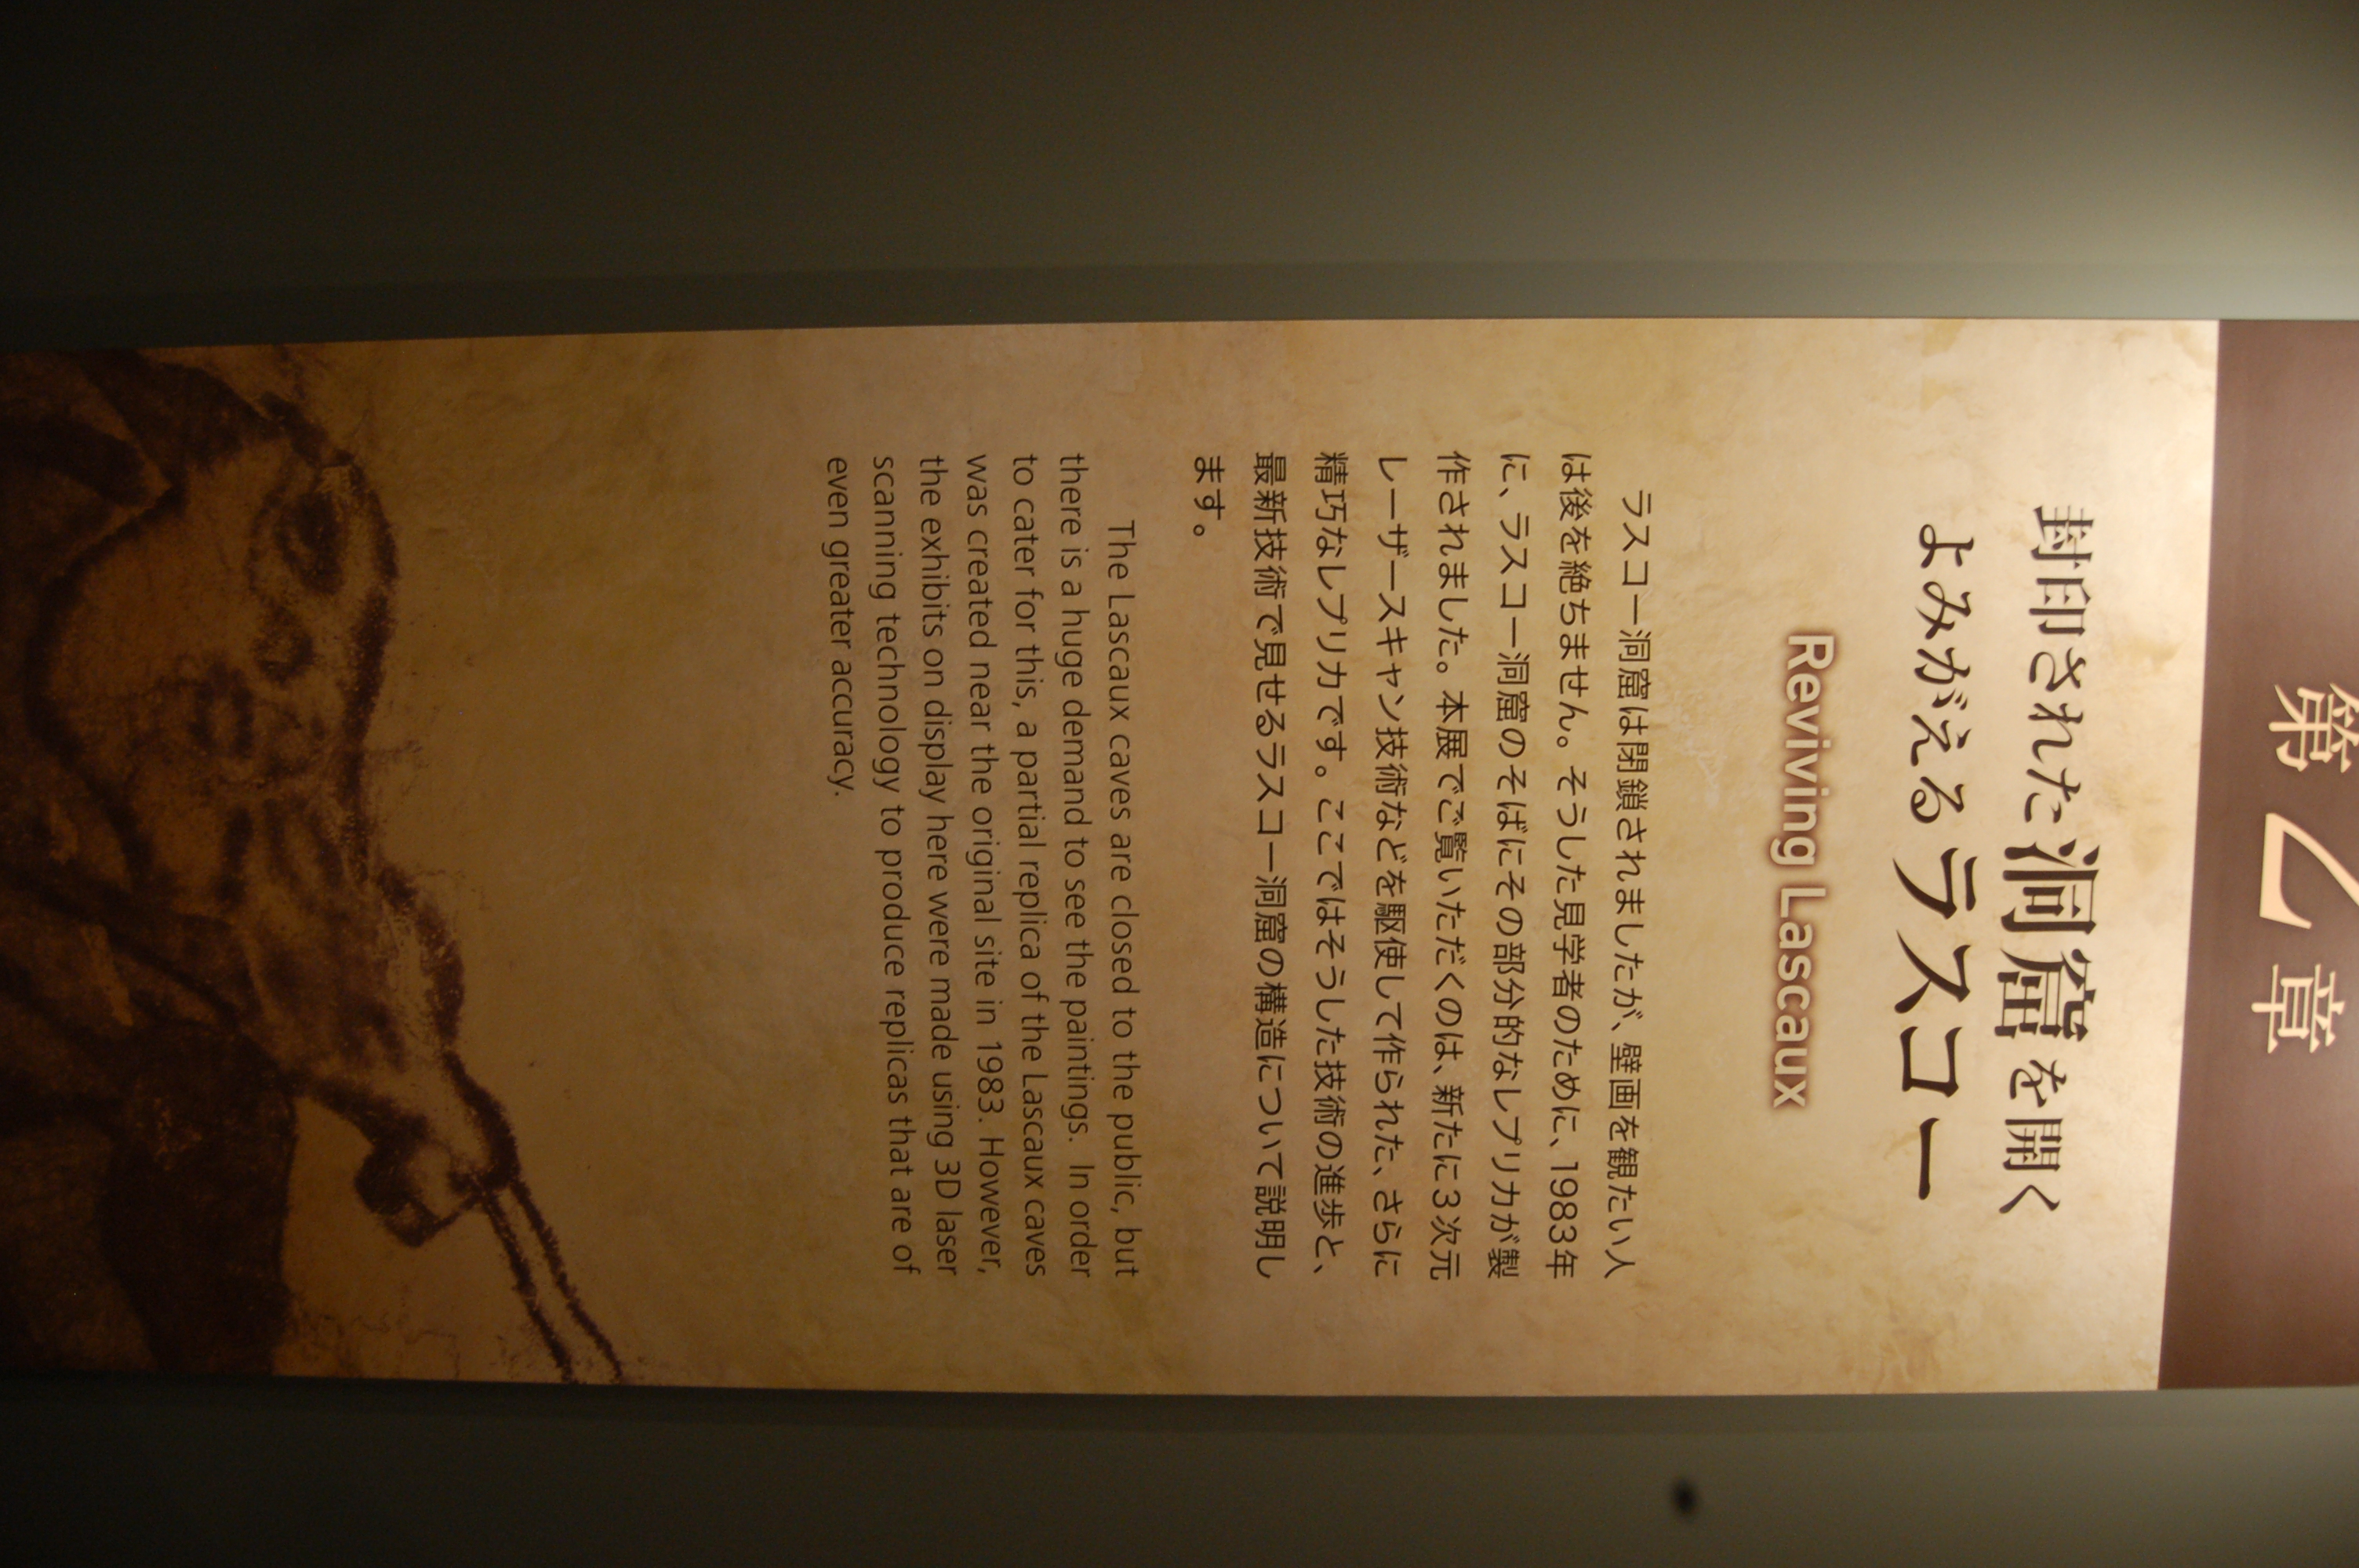 第2章
封印された洞窟を開く
よみがえるラスコー
Reviving Lascaux
ラスコー洞窟は閉鎖されましたが、壁画を観たい人
は後を絶ちません。そうした見学者のために、1983年
に、ラスコー洞窟のそばにその部分的なレプリカが製
作されました。本展でご覧いただくのは、新たに3次元
レーザースキャン技術などを駆使して作られた、さらに
精巧なレプリカです。ここではそうした技術の進歩と、
最新技術で見せるラスコー洞窟の構造について説明し
ます。
The Lascaux caves are closed to the public, but
there is a huge demand to see the paintings. In order
to cater for this, a partial replica of the Lascaux caves
was created near the original site in 1983. However,
the exhibits on display here were made using 3D laser
scanning technology to produce replicas that are of
even greater accuracy.